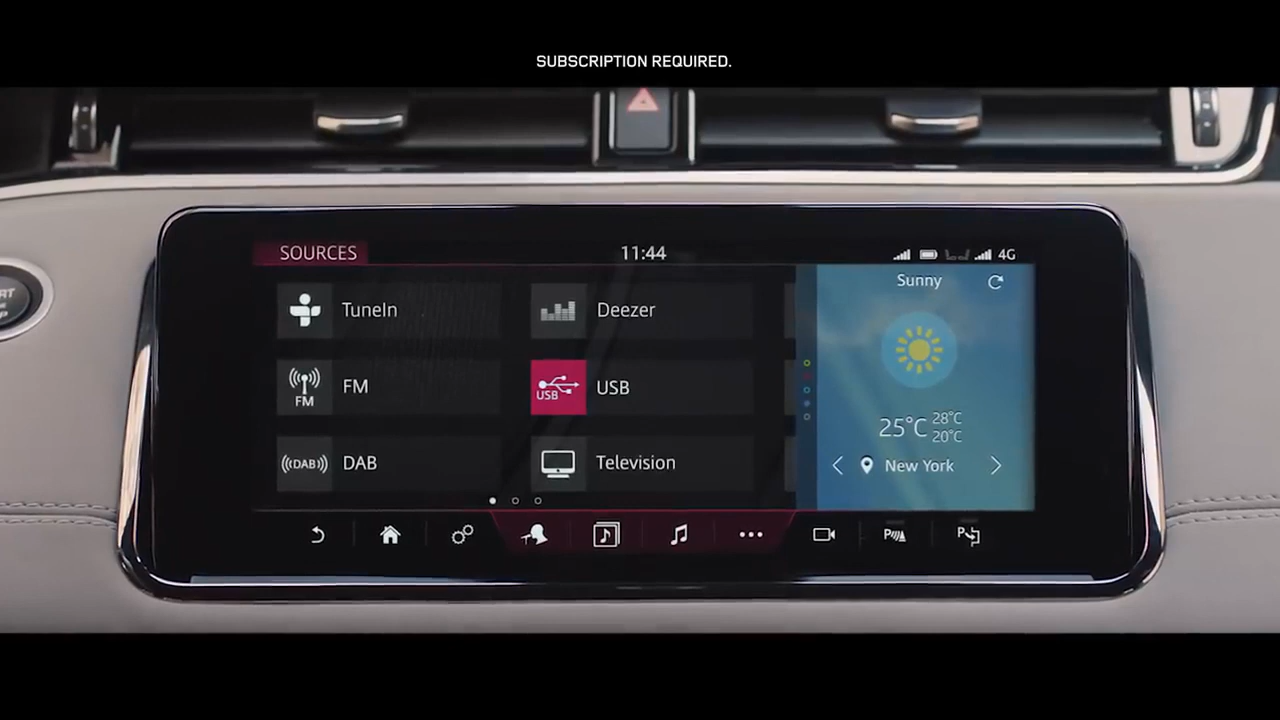 SUBSCRIPTION REQUIRED.
SOURCES
11:44
4G
TuneIn
Deezer
Sunny
FM
FM
USB
USB
25°C
28°C
20°C
DAB
DAB
Television
New York